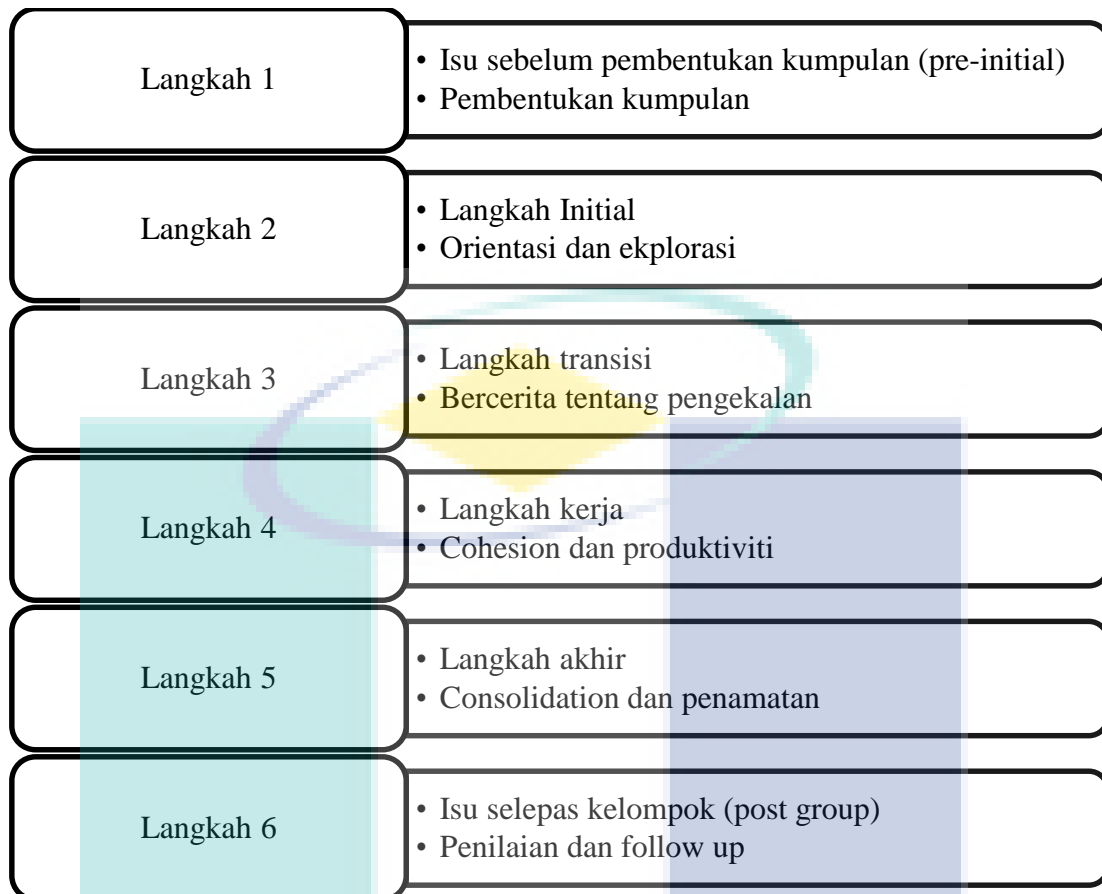 Langkah 1
• Isu sebelum pembentukan kumpulan (pre-initial)
• Pembentukan kumpulan
Langkah 2
• Langkah Initial
• Orientasi dan ekplorasi
Langkah 3
• Langkah transisi
• Bercerita tentang pengekalan
Langkah 4
• Langkah kerja
• Cohesion dan produktiviti
Langkah 5
• Langkah akhir
• Consolidation dan penamatan
Langkah 6
• Isu selepas kelompok (post group)
• Penilaian dan follow up